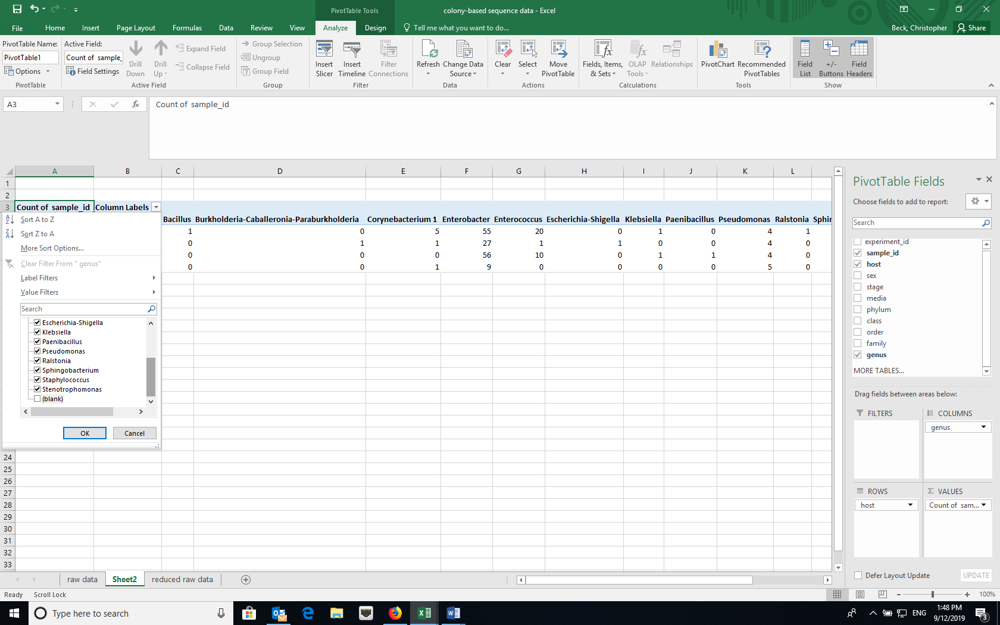 PivotTable Tools
colony-based sequence data - Excel
File Home Insert Page Layout Formulas Data Review View Analyze Design Tell me what you want to do... Beck, Christopher Share
PivotTable Name:
PivotTable1
Options
PivotTable
Active Field:
Count of sample_
Field Settings
Drill Down
Drill Up
Expand Field
Collapse Field
Active Field
Group Selection
Ungroup
Group Field
Group
Insert Slicer
Insert Timeline
Filter Connections
Filter
Refresh
Change Data Source
Data
Clear
Select
Move PivotTable
Actions
Fields, Items, & Sets
OLAP Tools
Relationships
Calculations
PivotChart
Recommended PivotTables
Tools
Field List
+/- Buttons
Field Headers
Show
A3
fx
Count of sample_id
A B C D E F G H I J K L
1
2
3 Count of sample_id Column Labels
Bacillus Burkholderia-Caballeronia-Paraburkholderia Corynebacterium 1 Enterobacter Enterococcus Escherichia-Shigella Klebsiella Paenibacillus Pseudomonas Ralstonia Sphin
1 0 5 55 20 0 1 0 4 1
0 1 1 27 1 1 0 0 4 0
0 0 0 56 10 0 1 1 4 0
0 0 1 9 0 0 0 0 5 0
Sort A to Z
Sort Z to A
More Sort Options...
Clear Filter From " genus"
Label Filters
Value Filters
Search
Escherichia-Shigella
Klebsiella
Paenibacillus
Pseudomonas
Ralstonia
Sphingobacterium
Staphylococcus
Stenotrophomonas
(blank)
OK Cancel
24
25
26
27
28
29
30
31
32
33
PivotTable Fields
Choose fields to add to report:
Search
experiment_id
sample_id
host
sex
stage
media
phylum
class
order
family
genus
MORE TABLES...
Drag fields between areas below:
FILTERS
COLUMNS
genus
ROWS
host
Σ VALUES
Count of sam...
Defer Layout Update UPDATE
raw data Sheet2 reduced raw data
Ready Scroll Lock
100%
Type here to search
ENG
1:48 PM
9/12/2019
3